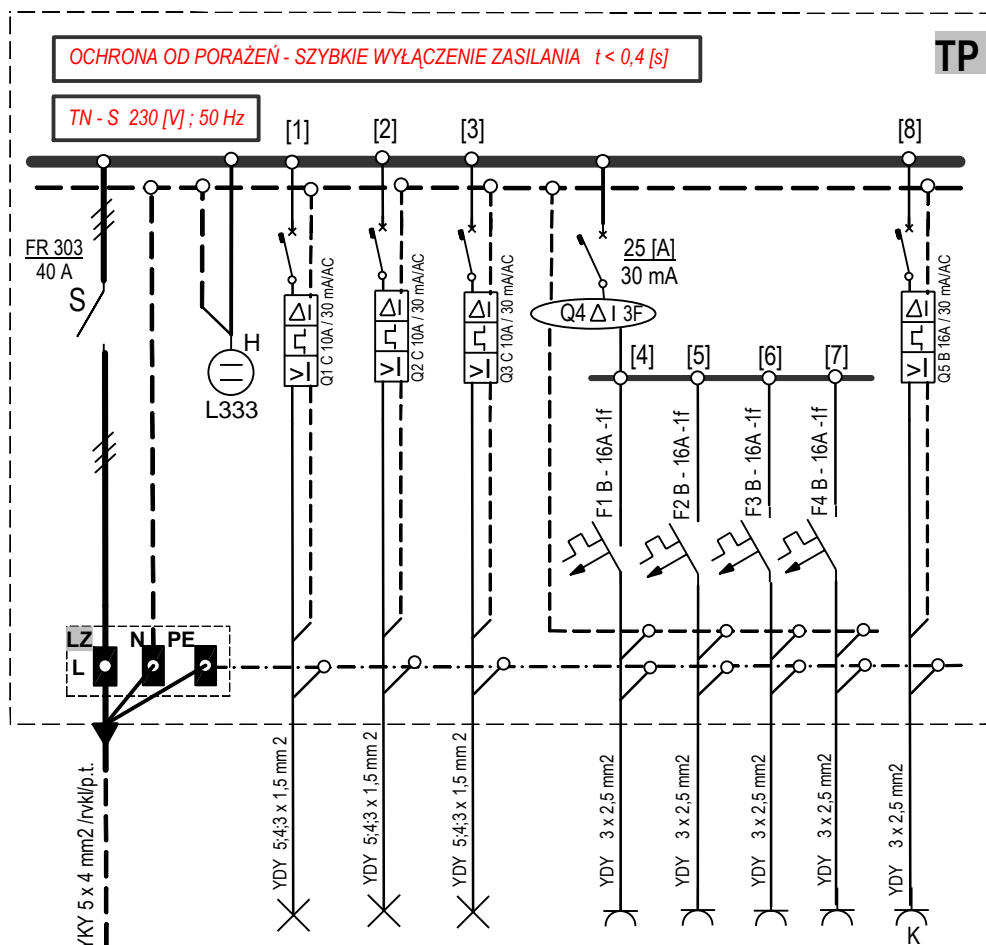 OCHRONA OD PORAŻEŃ - SZYBKIE WYŁĄCZENIE ZASILANIA t < 0,4 [s]
TP
TN - S 230 [V] ; 50 Hz
[1]
[2]
[3]
[8]
FR 303
40 A
S
H
L333
Q1 C 10A / 30 mA/AC
Q2 C 10A / 30 mA/AC
Q3 C 10A / 30 mA/AC
25 [A]
30 mA
Q4 Δ I 3F
Q5 B 16A / 30 mA/AC
ΔI
ΔI
ΔI
ΔI
>I
>I
>I
>I
[4]
[5]
[6]
[7]
F1 B - 16A -1f
F2 B - 16A -1f
F3 B - 16A -1f
F4 B - 16A -1f
LZ
N
PE
L
YKY 5 x 4 mm2 /rvkl/p.t.
YDY 5;4;3 x 1,5 mm 2
YDY 5;4;3 x 1,5 mm 2
YDY 5;4;3 x 1,5 mm 2
YDY 3 x 2,5 mm2
YDY 3 x 2,5 mm2
YDY 3 x 2,5 mm2
YDY 3 x 2,5 mm2
YDY 3 x 2,5 mm2
K